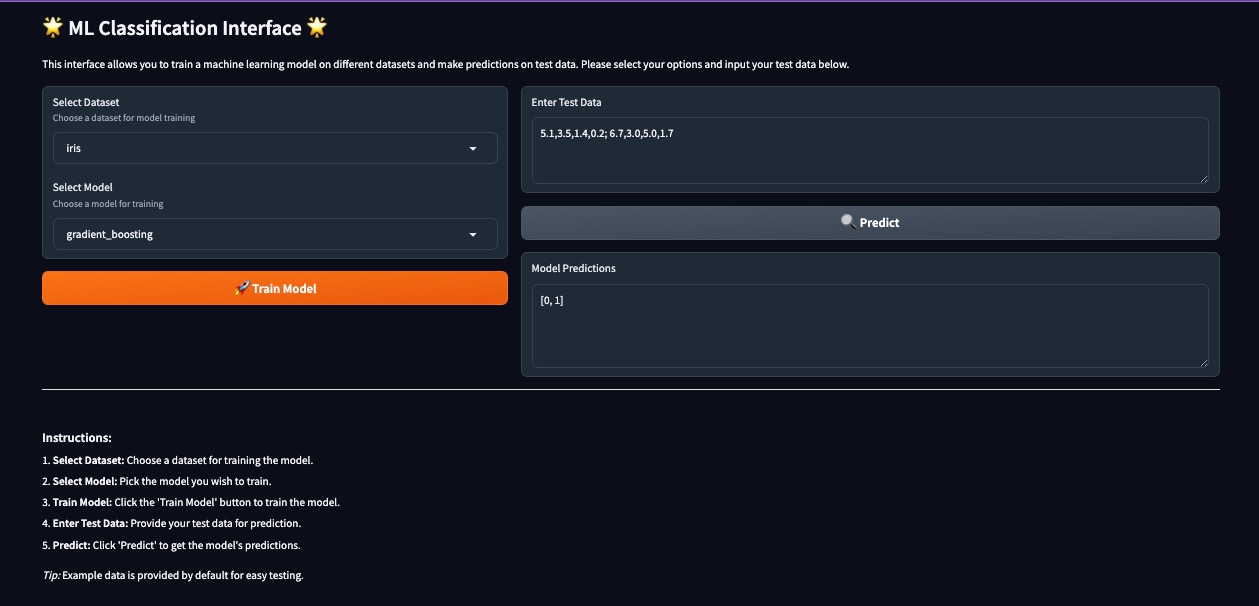 🌟 ML Classification Interface 🌟
This interface allows you to train a machine learning model on different datasets and make predictions on test data. Please select your options and input your test data below.
Select Dataset
Choose a dataset for model training
iris
Select Model
Choose a model for training
gradient_boosting
🚀 Train Model
Enter Test Data
5.1,3.5,1.4,0.2; 6.7,3.0,5.0,1.7
🔍 Predict
Model Predictions
[0, 1]
Instructions:
1. Select Dataset: Choose a dataset for training the model.
2. Select Model: Pick the model you wish to train.
3. Train Model: Click the 'Train Model' button to train the model.
4. Enter Test Data: Provide your test data for prediction.
5. Predict: Click 'Predict' to get the model's predictions.
Tip: Example data is provided by default for easy testing.